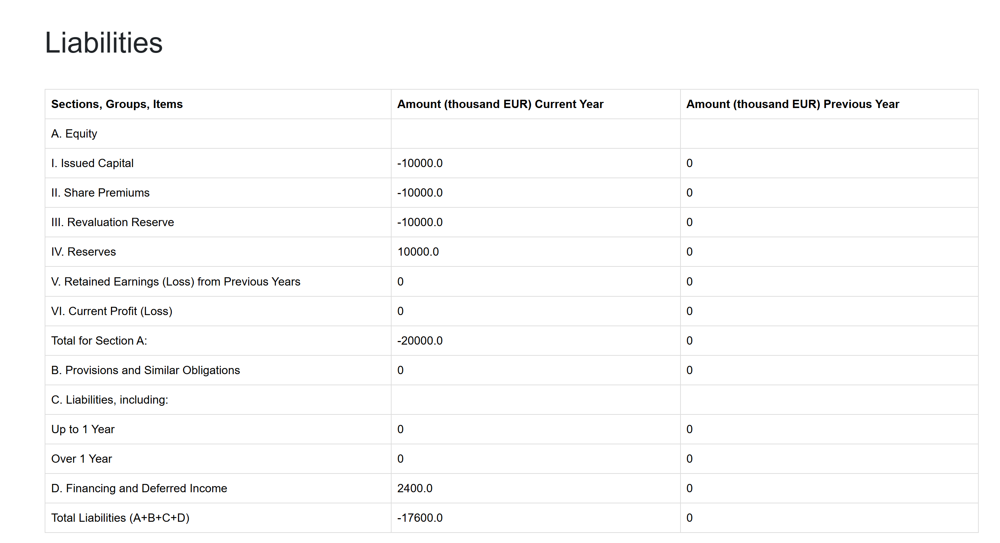 Liabilities
Sections, Groups, Items Amount (thousand EUR) Current Year Amount (thousand EUR) Previous Year
A. Equity
I. Issued Capital -10000.0 0
II. Share Premiums -10000.0 0
III. Revaluation Reserve -10000.0 0
IV. Reserves 10000.0 0
V. Retained Earnings (Loss) from Previous Years 0 0
VI. Current Profit (Loss) 0 0
Total for Section A: -20000.0 0
B. Provisions and Similar Obligations 0 0
C. Liabilities, including:
Up to 1 Year 0 0
Over 1 Year 0 0
D. Financing and Deferred Income 2400.0 0
Total Liabilities (A+B+C+D) -17600.0 0